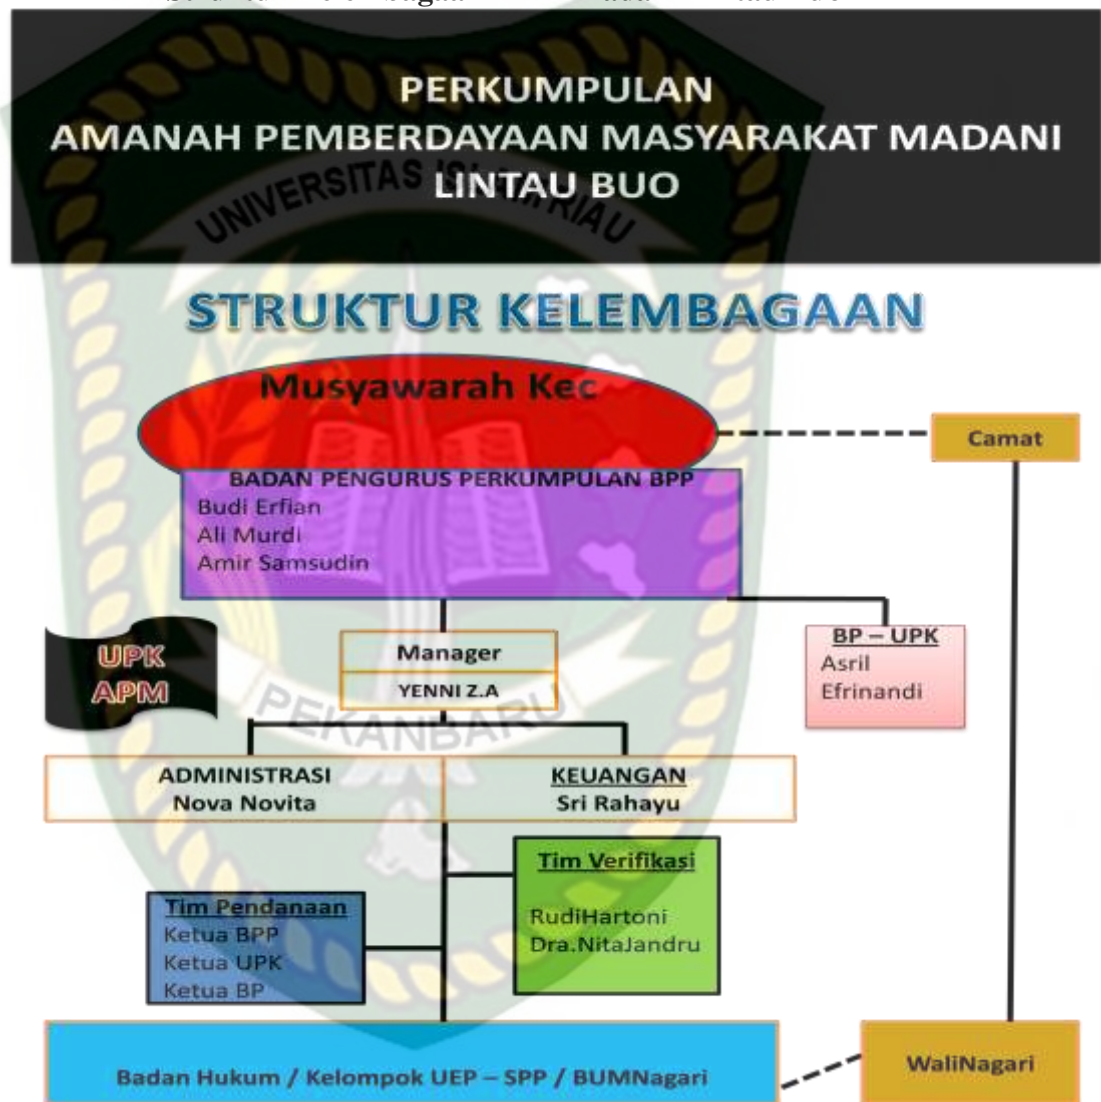 PERKUMPULAN
AMANAH PEMBERDAYAAN MASYARAKAT MADANI
LINTAU BUO
UNIVERSITAS ISLAM RIAU
STRUKTUR KELEMBAGAAN
Musyawarah Kec
Camat
BADAN PENGURUS PERKUMPULAN BPP
Budi Erfian
Ali Murdi
Amir Samsudin
UPK
APM
Manager
YENNI Z.A
BP – UPK
Asril
Efrinandi
PEKANBARU
ADMINISTRASI
Nova Novita
KEUANGAN
Sri Rahayu
Tim Verifikasi
RudiHartoni
Dra.NitaJandru
Tim Pendanaan
Ketua BPP
Ketua UPK
Ketua BP
Badan Hukum / Kelompok UEP – SPP / BUMNagari
WaliNagari